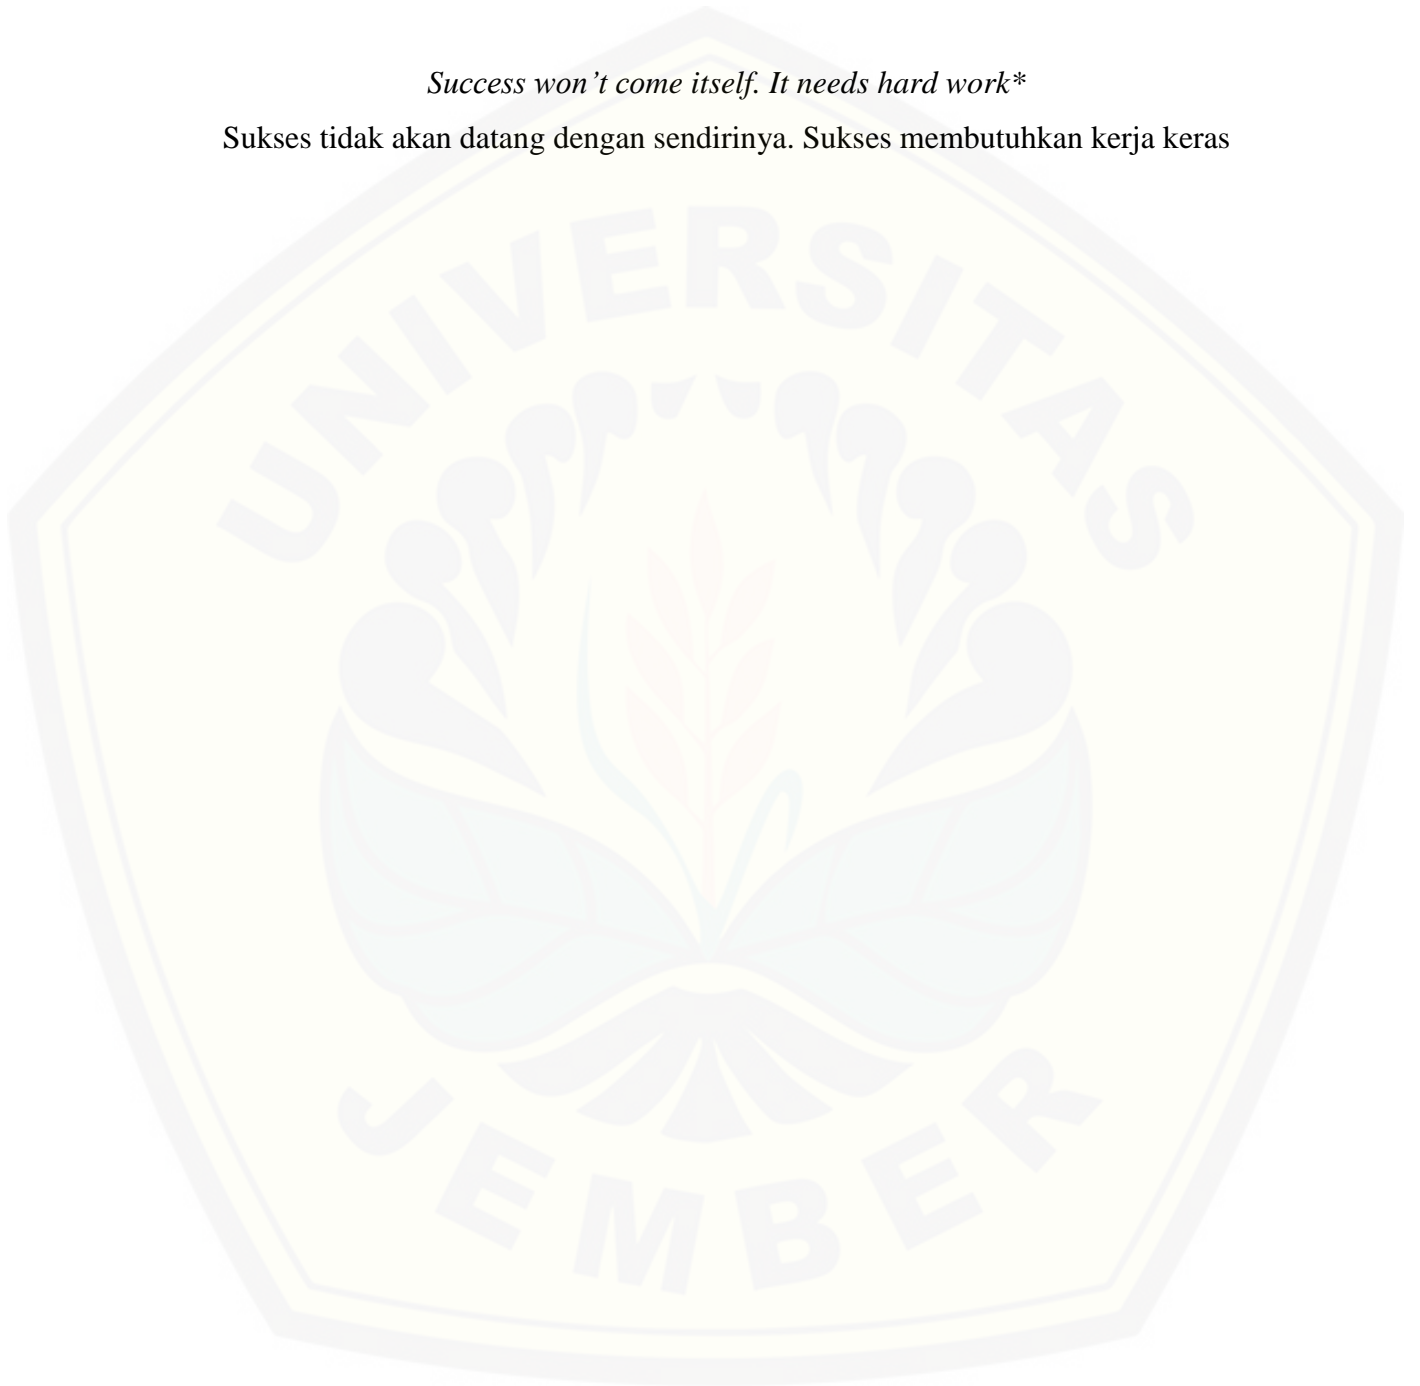 Success won’t come itself. It needs hard work*
Sukses tidak akan datang dengan sendirinya. Sukses membutuhkan kerja keras
UNIVERSITAS
JEMBER